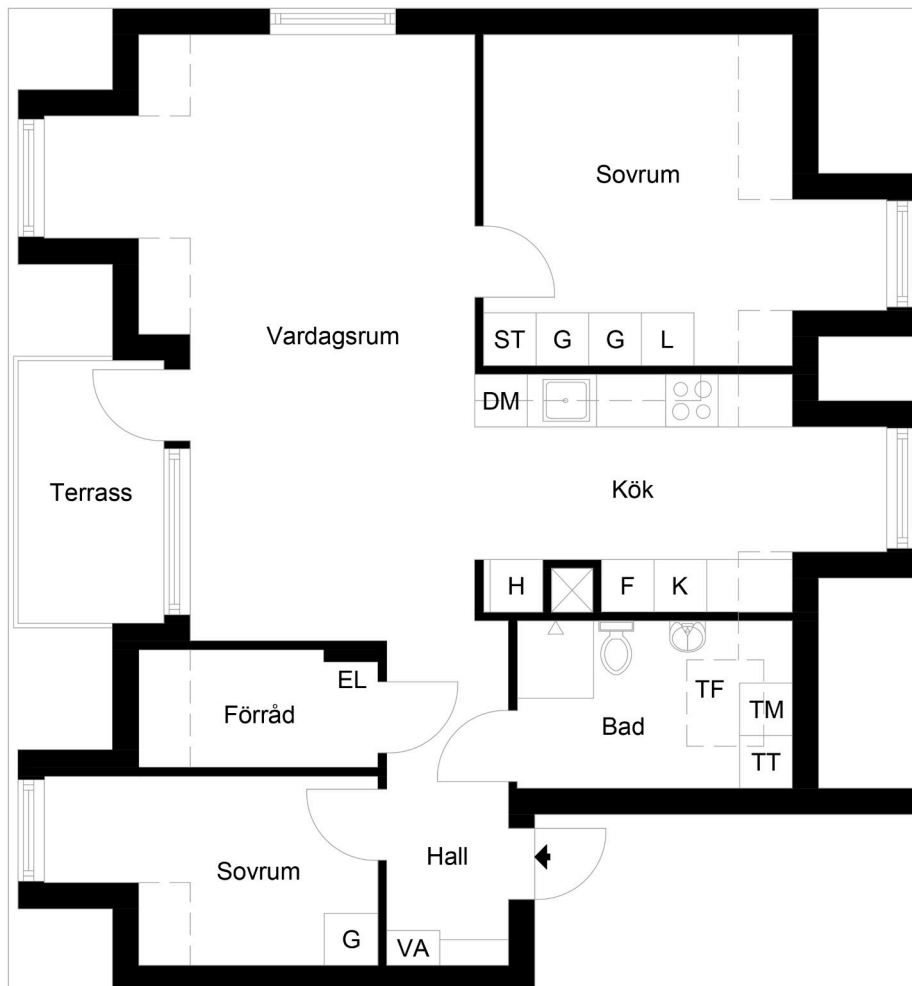 Sovrum
Vardagsrum
ST G G L
DM
Terrass
Kök
H F K
EL
TF
Förråd
TM
Bad
TT
Hall
Sovrum
G
VA